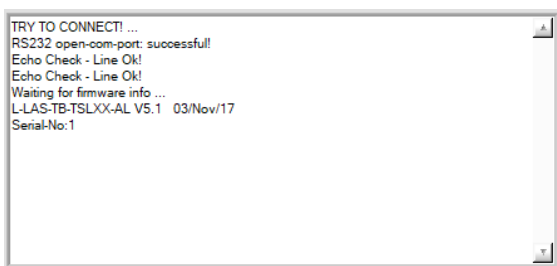 TRY TO CONNECT! ...
RS232 open-com-port: successful!
Echo Check - Line Ok!
Echo Check - Line Ok!
Waiting for firmware info ...
L-LAS-TB-TSLXX-AL V5.1   03/Nov/17
Serial-No:1